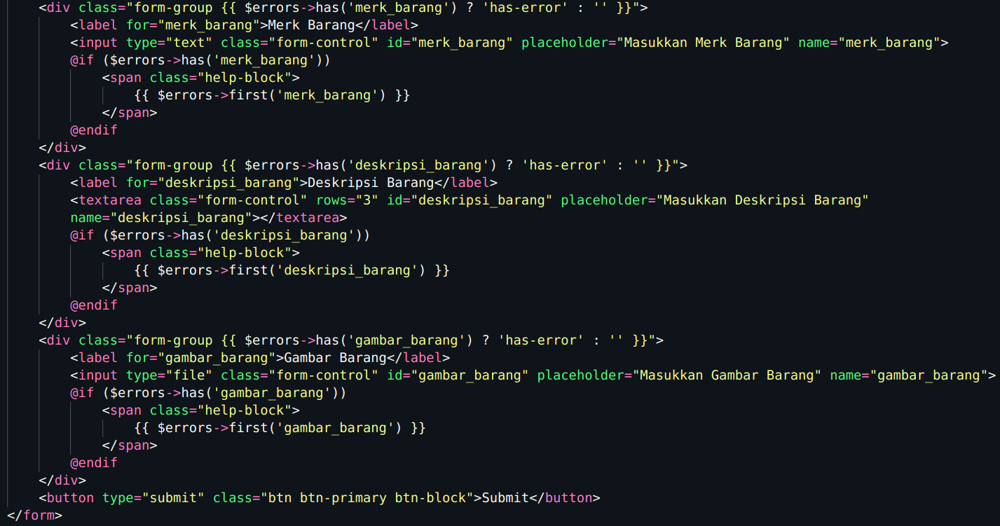 <div class="form-group {{ $errors->has('merk_barang') ? 'has-error' : '' }}">
<label for="merk_barang">Merk Barang</label>
<input type="text" class="form-control" id="merk_barang" placeholder="Masukkan Merk Barang" name="merk_barang">
@if ($errors->has('merk_barang'))
<span class="help-block">
{{ $errors->first('merk_barang') }}
</span>
@endif
</div>
<div class="form-group {{ $errors->has('deskripsi_barang') ? 'has-error' : '' }}">
<label for="deskripsi_barang">Deskripsi Barang</label>
<textarea class="form-control" rows="3" id="deskripsi_barang" placeholder="Masukkan Deskripsi Barang"
name="deskripsi_barang"></textarea>
@if ($errors->has('deskripsi_barang'))
<span class="help-block">
{{ $errors->first('deskripsi_barang') }}
</span>
@endif
</div>
<div class="form-group {{ $errors->has('gambar_barang') ? 'has-error' : '' }}">
<label for="gambar_barang">Gambar Barang</label>
<input type="file" class="form-control" id="gambar_barang" placeholder="Masukkan Gambar Barang" name="gambar_barang">
@if ($errors->has('gambar_barang'))
<span class="help-block">
{{ $errors->first('gambar_barang') }}
</span>
@endif
</div>
<button type="submit" class="btn btn-primary btn-block">Submit</button>
</form>